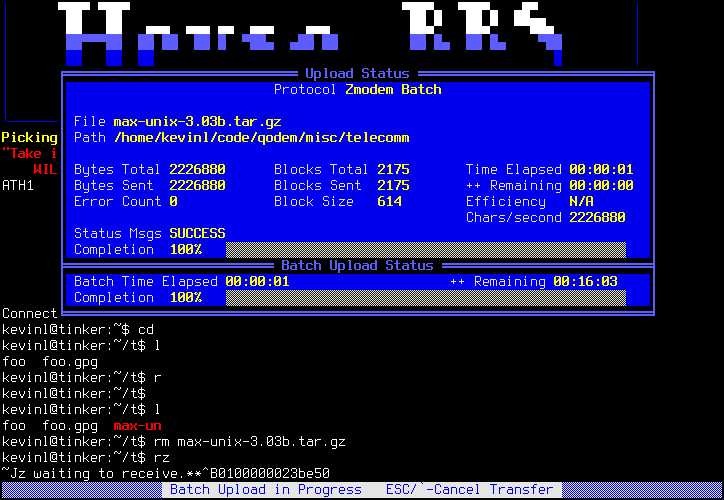 Haven BBS
Upload Status
Protocol Zmodem Batch
File max-unix-3.03b.tar.gz
Path /home/kevinl/code/qodem/misc/telecomm
Picking
"Take i
WIL
ATH1
Bytes Total 2226880 Blocks Total 2175 Time Elapsed 00:00:01
Bytes Sent 2226880 Blocks Sent 2175 ++ Remaining 00:00:00
Error Count 0 Block Size 614 Efficiency N/A
Chars/second 2226880
Status Msgs SUCCESS
Completion 100%
Batch Upload Status
Batch Time Elapsed 00:00:01 ++ Remaining 00:16:03
Completion 100%
Connect
kevinl@tinker:~$ cd
kevinl@tinker:~/t$ l
foo foo.gpg
kevinl@tinker:~/t$ r
kevinl@tinker:~/t$
kevinl@tinker:~/t$ l
foo foo.gpg max-un
kevinl@tinker:~/t$ rm max-unix-3.03b.tar.gz
kevinl@tinker:~/t$ rz
~Jz waiting to receive.**^B0100000023be50
Batch Upload in Progress ESC/`-Cancel Transfer